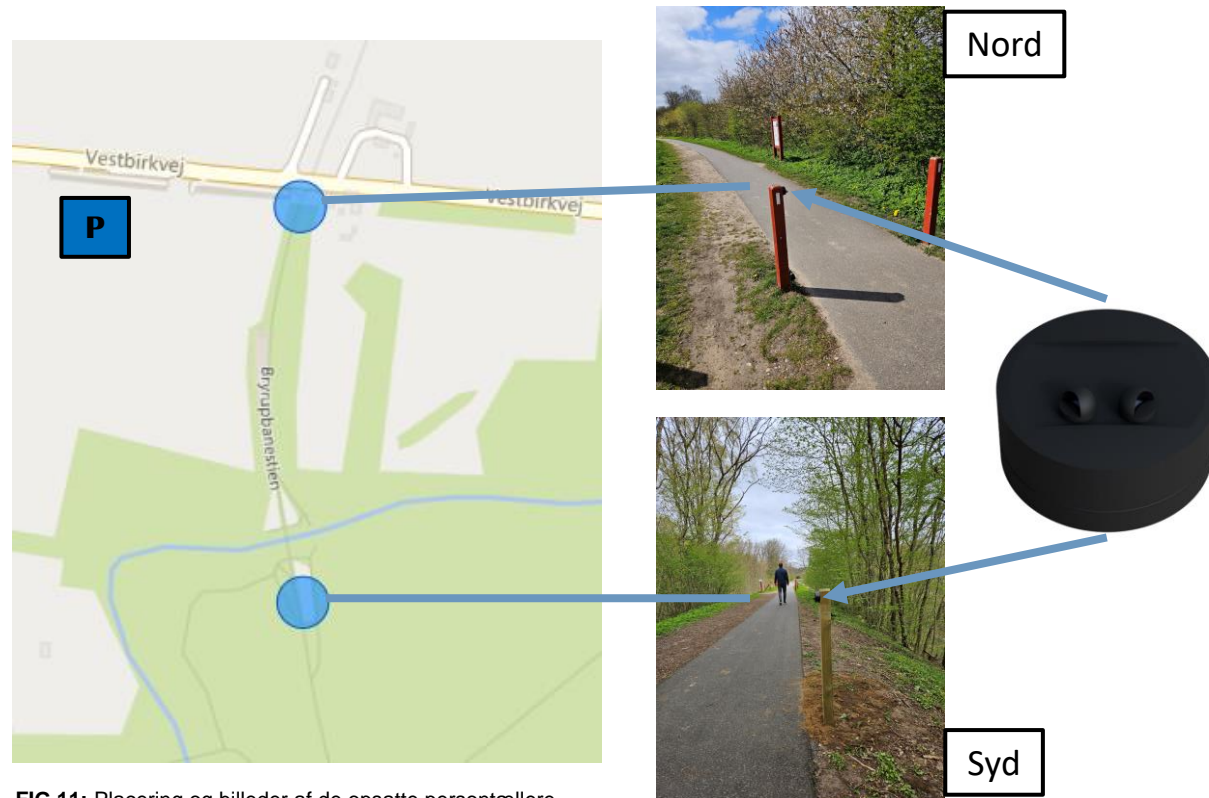 Nord
Vestbirkvej
Vestbirkvej
P
Bryrupbanestien
Syd
FIG 11: Placering og billeder af de opsatte persontællere